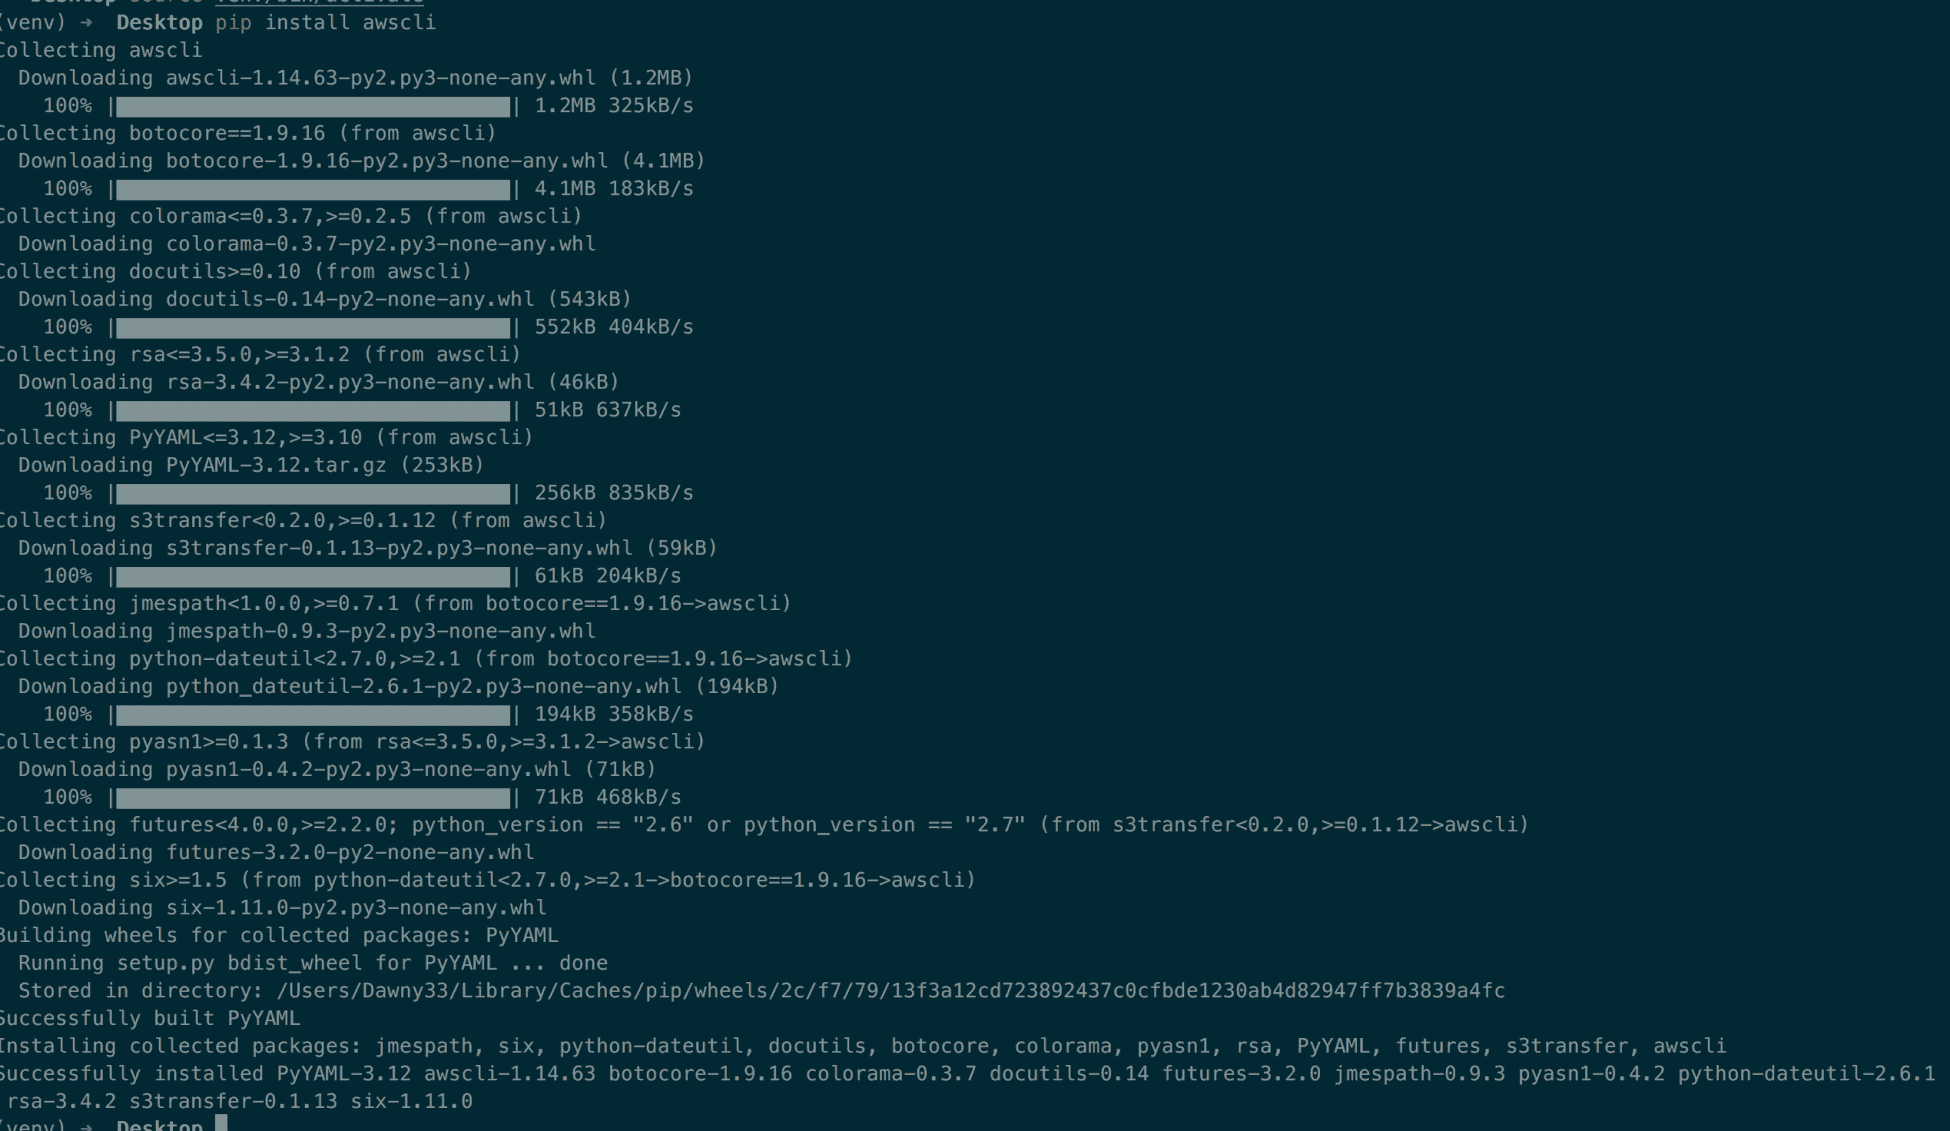 Desktop source venv/bin/activate
(venv) → Desktop pip install awscli
Collecting awscli
Downloading awscli-1.14.63-py2.py3-none-any.whl (1.2MB)
100% |████████████████████████████████| 1.2MB 325kB/s
Collecting botocore==1.9.16 (from awscli)
Downloading botocore-1.9.16-py2.py3-none-any.whl (4.1MB)
100% |████████████████████████████████| 4.1MB 183kB/s
Collecting colorama<=0.3.7,>=0.2.5 (from awscli)
Downloading colorama-0.3.7-py2.py3-none-any.whl
Collecting docutils>=0.10 (from awscli)
Downloading docutils-0.14-py2-none-any.whl (543kB)
100% |████████████████████████████████| 552kB 404kB/s
Collecting rsa<=3.5.0,>=3.1.2 (from awscli)
Downloading rsa-3.4.2-py2.py3-none-any.whl (46kB)
100% |████████████████████████████████| 51kB 637kB/s
Collecting PyYAML<=3.12,>=3.10 (from awscli)
Downloading PyYAML-3.12.tar.gz (253kB)
100% |████████████████████████████████| 256kB 835kB/s
Collecting s3transfer<0.2.0,>=0.1.12 (from awscli)
Downloading s3transfer-0.1.13-py2.py3-none-any.whl (59kB)
100% |████████████████████████████████| 61kB 204kB/s
Collecting jmespath<1.0.0,>=0.7.1 (from botocore==1.9.16->awscli)
Downloading jmespath-0.9.3-py2.py3-none-any.whl
Collecting python-dateutil<2.7.0,>=2.1 (from botocore==1.9.16->awscli)
Downloading python_dateutil-2.6.1-py2.py3-none-any.whl (194kB)
100% |████████████████████████████████| 194kB 358kB/s
Collecting pyasn1>=0.1.3 (from rsa<=3.5.0,>=3.1.2->awscli)
Downloading pyasn1-0.4.2-py2.py3-none-any.whl (71kB)
100% |████████████████████████████████| 71kB 468kB/s
Collecting futures<4.0.0,>=2.2.0; python_version == "2.6" or python_version == "2.7" (from s3transfer<0.2.0,>=0.1.12->awscli)
Downloading futures-3.2.0-py2-none-any.whl
Collecting six>=1.5 (from python-dateutil<2.7.0,>=2.1->botocore==1.9.16->awscli)
Downloading six-1.11.0-py2.py3-none-any.whl
Building wheels for collected packages: PyYAML
Running setup.py bdist_wheel for PyYAML ... done
Stored in directory: /Users/Dawny33/Library/Caches/pip/wheels/2c/f7/79/13f3a12cd723892437c0cfbde1230ab4d82947ff7b3839a4fc
Successfully built PyYAML
Installing collected packages: jmespath, six, python-dateutil, docutils, botocore, colorama, pyasn1, rsa, PyYAML, futures, s3transfer, awscli
Successfully installed PyYAML-3.12 awscli-1.14.63 botocore-1.9.16 colorama-0.3.7 docutils-0.14 futures-3.2.0 jmespath-0.9.3 pyasn1-0.4.2 python-dateutil-2.6.1
rsa-3.4.2 s3transfer-0.1.13 six-1.11.0
(venv) → Desktop